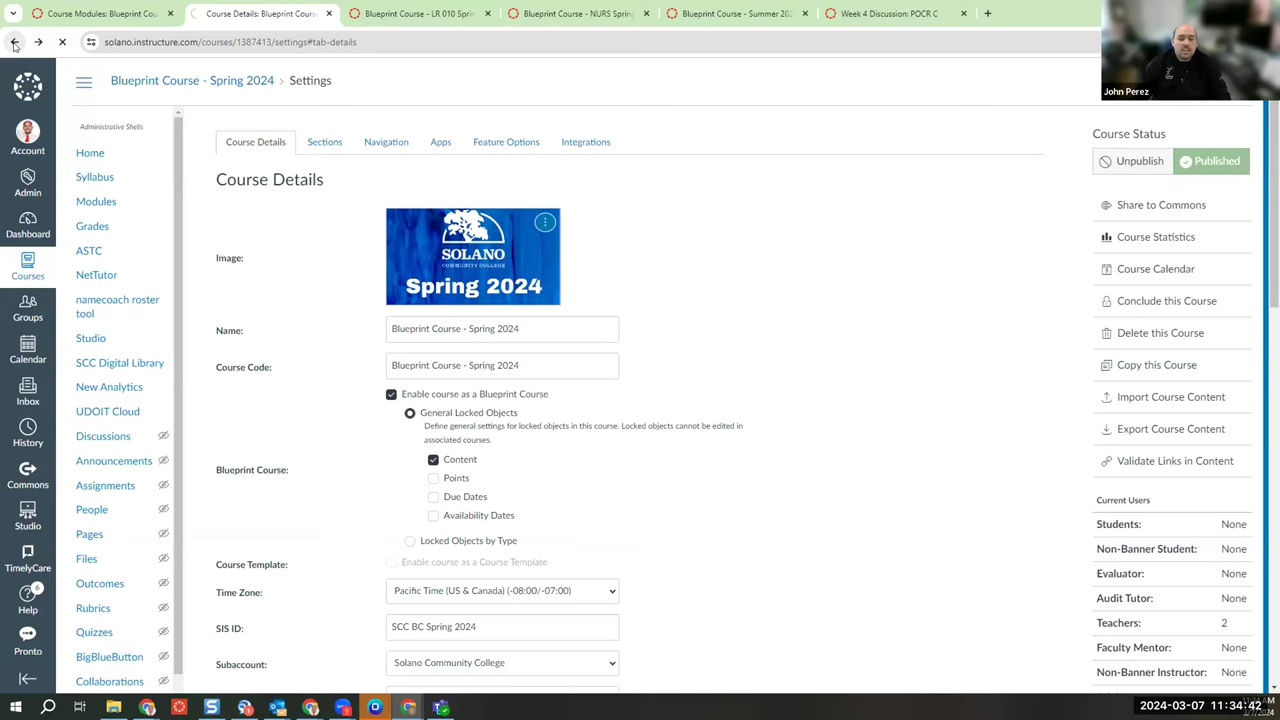 Course Modules: Blueprint Cou
Course Details: Blueprint Course
Blueprint Course - LR 010 Sprin
Blueprint Course - NURS Spring
Blueprint Course - Summer 202
Week 4 Discussion: POCR C
solano.instructure.com/courses/1387413/settings#tab-details
John Perez
Blueprint Course - Spring 2024 > Settings
Account
Admin
Dashboard
Courses
Groups
Calendar
Inbox
History
Commons
Studio
TimelyCare
6
Help
Pronto
Administrative Shells
Home
Syllabus
Modules
Grades
ASTC
NetTutor
namecoach roster
tool
Studio
SCC Digital Library
New Analytics
UDOIT Cloud
Discussions
Announcements
Assignments
People
Pages
Files
Outcomes
Rubrics
Quizzes
BigBlueButton
Collaborations
Course Details Sections Navigation Apps Feature Options Integrations
Course Details
Image:
SOLANO
COMMUNITY COLLEGE
Spring 2024
Name: Blueprint Course - Spring 2024
Course Code: Blueprint Course - Spring 2024
Enable course as a Blueprint Course
General Locked Objects
Define general settings for locked objects in this course. Locked objects cannot be edited in
associated courses.
Blueprint Course:
Content
Points
Due Dates
Availability Dates
Locked Objects by Type
Course Template: Enable course as a Course Template
Time Zone: Pacific Time (US & Canada) (-08:00/-07:00)
SIS ID: SCC BC Spring 2024
Subaccount: Solano Community College
Course Status
Unpublish Published
Share to Commons
Course Statistics
Course Calendar
Conclude this Course
Delete this Course
Copy this Course
Import Course Content
Export Course Content
Validate Links in Content
Current Users
Students: None
Non-Banner Student: None
Evaluator: None
Audit Tutor: None
Teachers: 2
Faculty Mentor: None
Non-Banner Instructor: None
2024-03-07 11:34:42